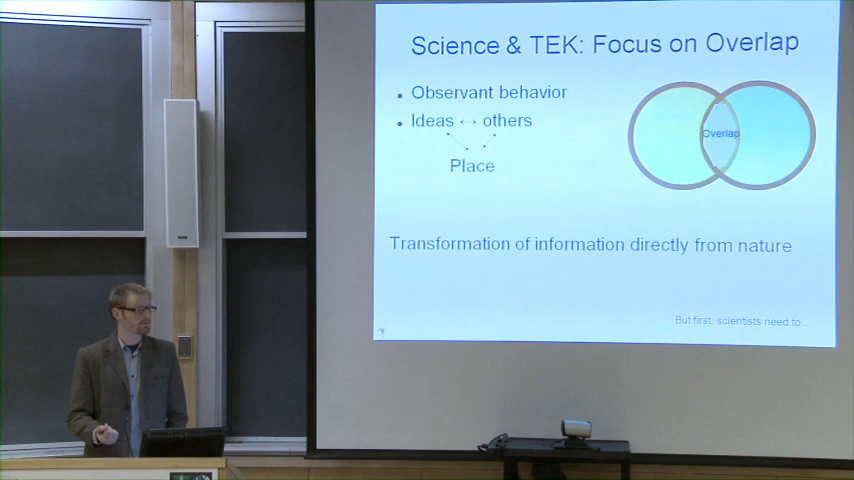 Science & TEK: Focus on Overlap
• Observant behavior
• Ideas ↔ others
Overlap
Place
Transformation of information directly from nature
But first, scientists need to...